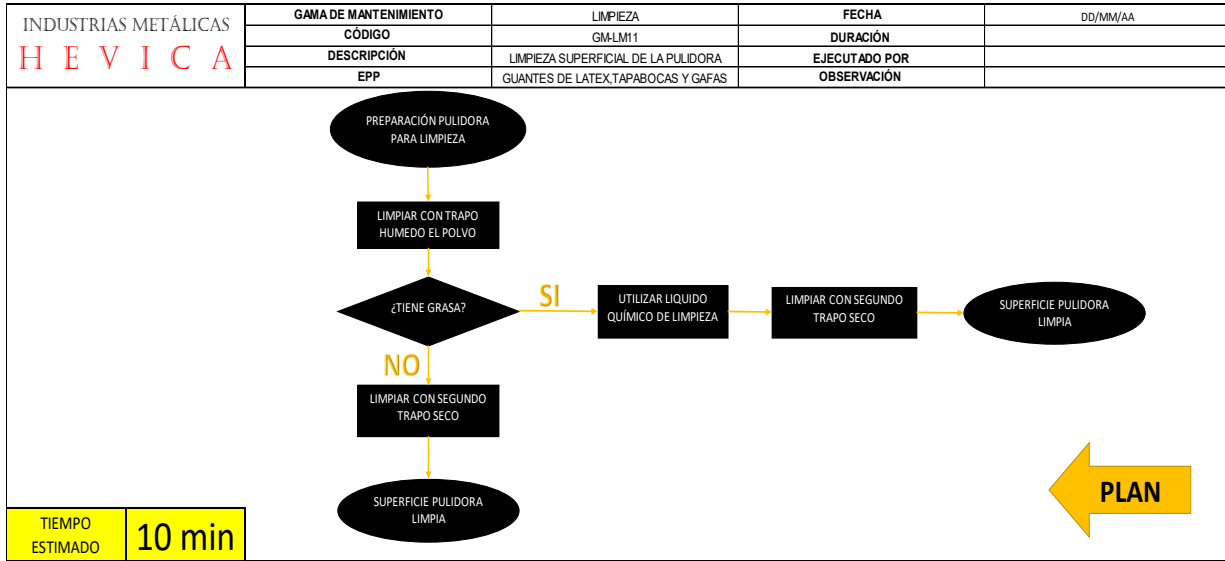 INDUSTRIAS METÁLICAS
HEVICA
GAMA DE MANTENIMIENTO
LIMPIEZA
FECHA
DD/MM/AA
CÓDIGO
GM-LM11
DURACIÓN
DESCRIPCIÓN
LIMPIEZA SUPERFICIAL DE LA PULIDORA
EJECUTADO POR
EPP
GUANTES DE LATEX,TAPABOCAS Y GAFAS
OBSERVACIÓN
PREPARACIÓN PULIDORA
PARA LIMPIEZA
LIMPIAR CON TRAPO
HUMEDO EL POLVO
¿TIENE GRASA?
SI
UTILIZAR LIQUIDO
QUÍMICO DE LIMPIEZA
LIMPIAR CON SEGUNDO
TRAPO SECO
SUPERFICIE PULIDORA
LIMPIA
NO
LIMPIAR CON SEGUNDO
TRAPO SECO
SUPERFICIE PULIDORA
LIMPIA
PLAN
TIEMPO
ESTIMADO
10 min